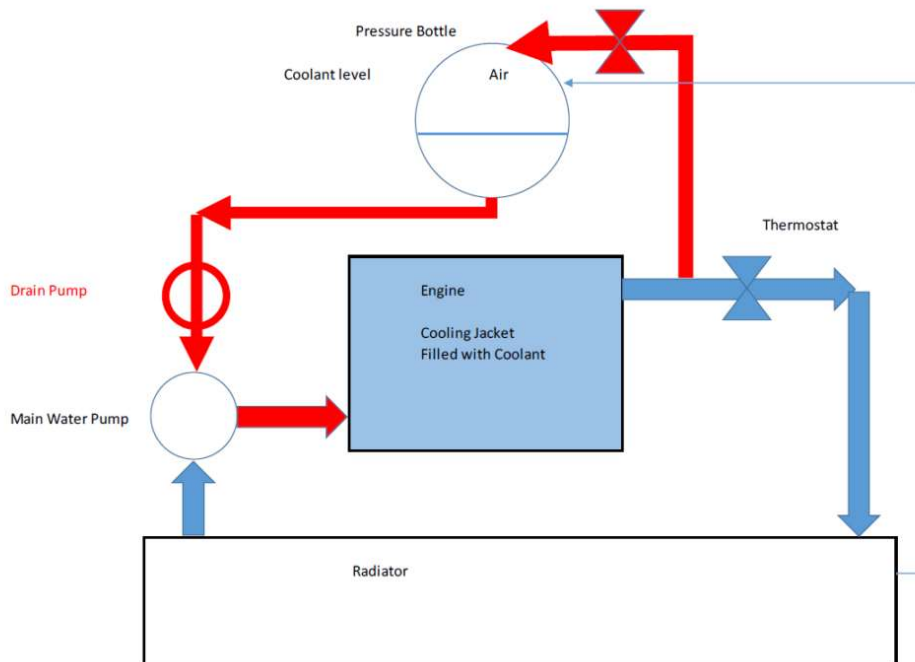 Pressure Bottle
Coolant level
Air
Thermostat
Drain Pump
Engine
Cooling Jacket
Filled with Coolant
Main Water Pump
Radiator